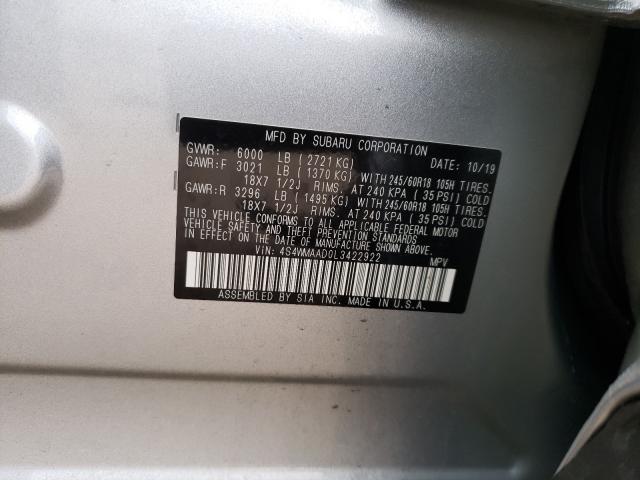 MFD BY SUBARU CORPORATION
GVWR: 6000 LB ( 2721 KG) DATE: 10/19
GAWR:F 3021 LB ( 1370 KG) WITH 245/60R18 105H TIRES.
18X7 1/2J RIMS. AT 240 KPA ( 35 PSI) COLD
GAWR:R 3296 LB ( 1495 KG) WITH 245/60R18 105H TIRES.
18X7 1/2J RIMS. AT 240 KPA ( 35 PSI) COLD
THIS VEHICLE CONFORMS TO ALL APPLICABLE FEDERAL MOTOR
VEHICLE SAFETY AND THEFT PREVENTION STANDARDS
IN EFFECT ON THE DATE OF MANUFACTURE SHOWN ABOVE.
VIN: 4S4WMAAD0L3422922 MPV
ASSEMBLED BY SIA INC. MADE IN U.S.A.